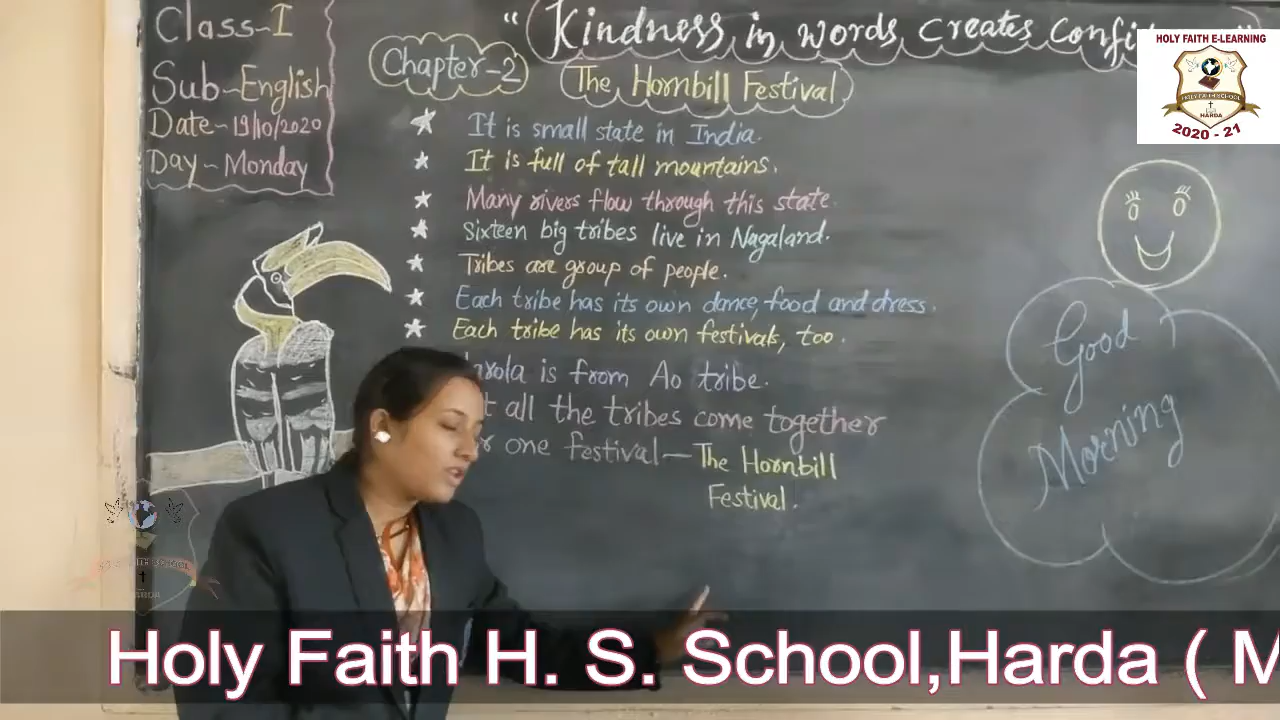 Class-I
Sub-English
Date-19/10/2020
Day-Monday
"Kindness in words creates
Chapter-2
The Hornbill Festival
It is small state in India.
It is full of tall mountains.
Many rivers flow through this state.
Sixteen big tribes live in Nagaland.
Tribes are group of people.
Each tribe has its own dance, food and dress.
Each tribe has its own festivals, too.
is from Ao tribe.
all the tribes come together
one festival - The Hornbill
Festival.
Good
Morning
HOLY FAITH E-LEARNING
HOLY FAITH SCHOOL
HARDA
2020 - 21
Holy Faith H. S. School,Harda ( M